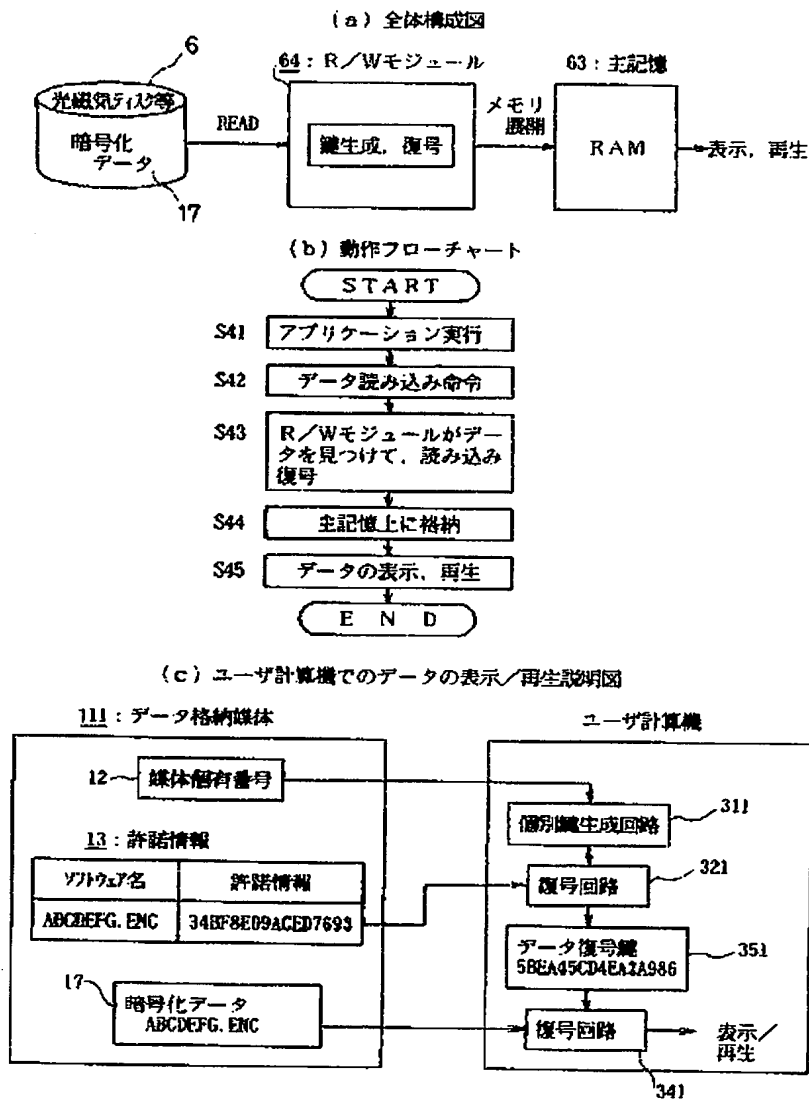 (a) 全体構成図
6
光磁気ディスク等
暗号化
データ
17
READ
64：R／Wモジュール
鍵生成，復号
メモリ
展開
63：主記憶
RAM
表示，再生
(b) 動作フローチャート
START
S41 アプリケーション実行
S42 データ読み込み命令
S43 R／Wモジュールがデー
タを見つけて、読み込み
復号
S44 主記憶上に格納
S45 データの表示，再生
END
(c) ユーザ計算機でのデータの表示／再生説明図
111：データ格納媒体
12 媒体個有番号
13：許諾情報
ソフトウェア名 許諾情報
ABCDEFG.ENC 34BF8E09ACED7693
17 暗号化データ
ABCDEFG.ENC
ユーザ計算機
個別鍵生成回路 311
復号回路 321
データ復号鍵 351
5BEA45CD4EA2A986
復号回路 341
表示／
再生